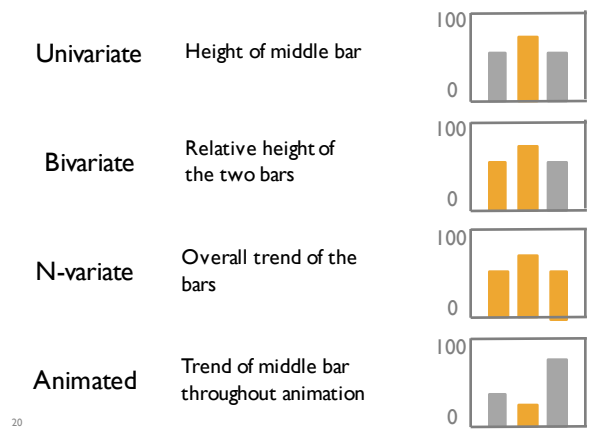 Univariate
Height of middle bar
100
0
Bivariate
Relative height of
the two bars
100
0
N-variate
Overall trend of the
bars
100
0
Animated
Trend of middle bar
throughout animation
100
0
20